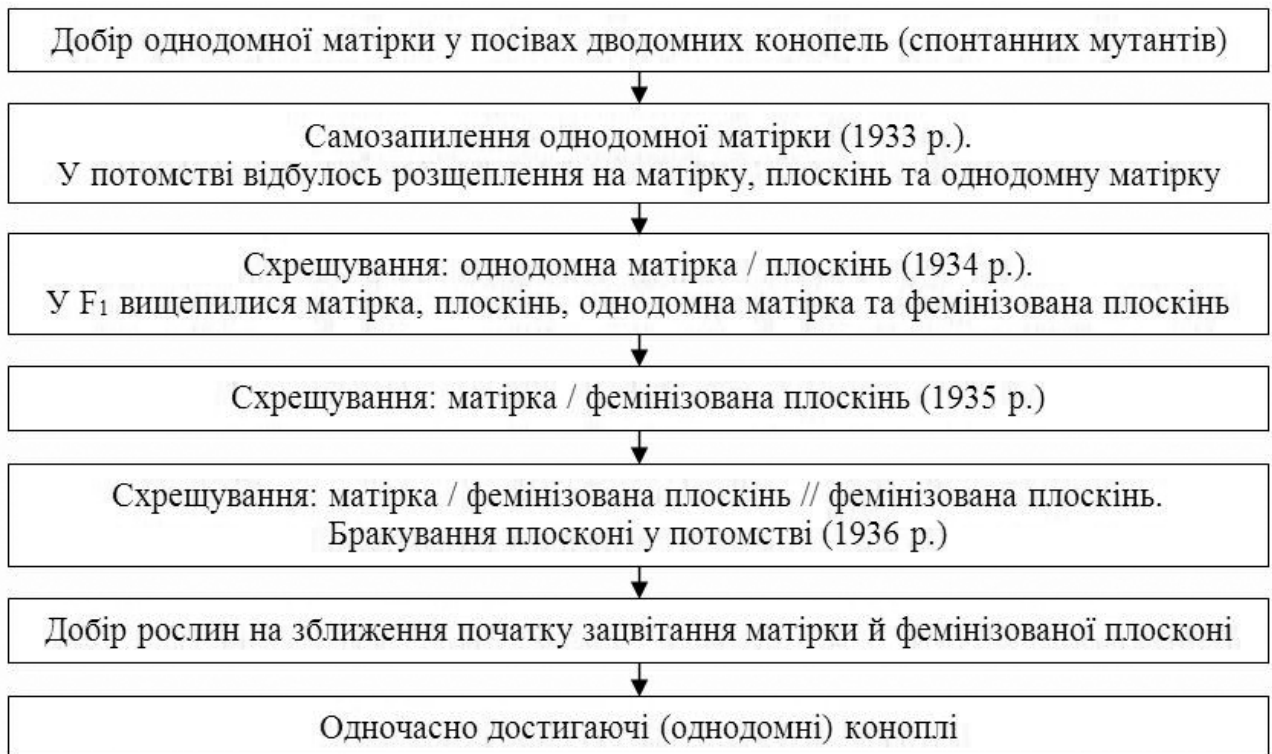 Добір однодомної матірки у посівах дводомних конопель (спонтанних мутантів)
Самозапилення однодомної матірки (1933 р.).
У потомстві відбулось розщеплення на матірку, плоскінь та однодомну матірку
Схрещування: однодомна матірка / плоскінь (1934 р.).
У F₁ вищепилися матірка, плоскінь, однодомна матірка та фемінізована плоскінь
Схрещування: матірка / фемінізована плоскінь (1935 р.)
Схрещування: матірка / фемінізована плоскінь // фемінізована плоскінь.
Бракування плосконі у потомстві (1936 р.)
Добір рослин на зближення початку зацвітання матірки й фемінізованої плосконі
Одночасно достигаючі (однодомні) коноплі